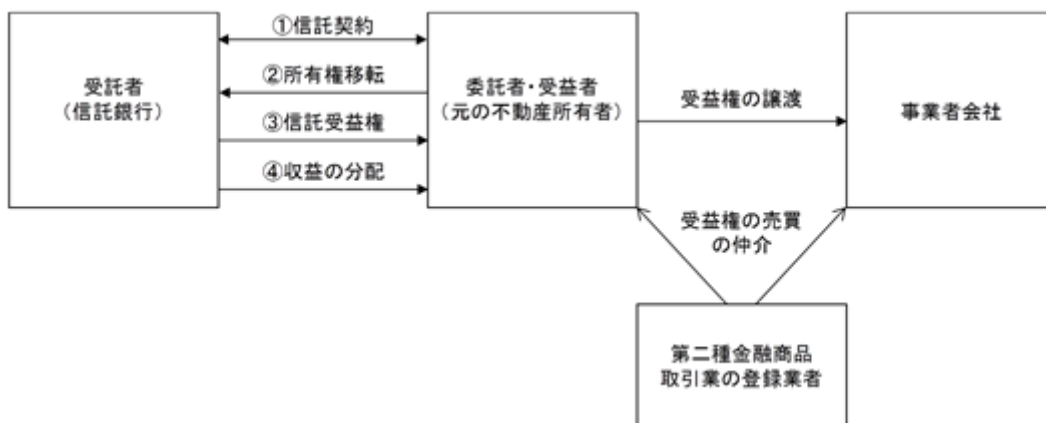 ①信託契約
②所有権移転
③信託受益権
④収益の分配
受託者
（信託銀行）
委託者・受益者
（元の不動産所有者）
受益権の譲渡
事業者会社
受益権の売買
の仲介
第二種金融商品
取引業の登録業者